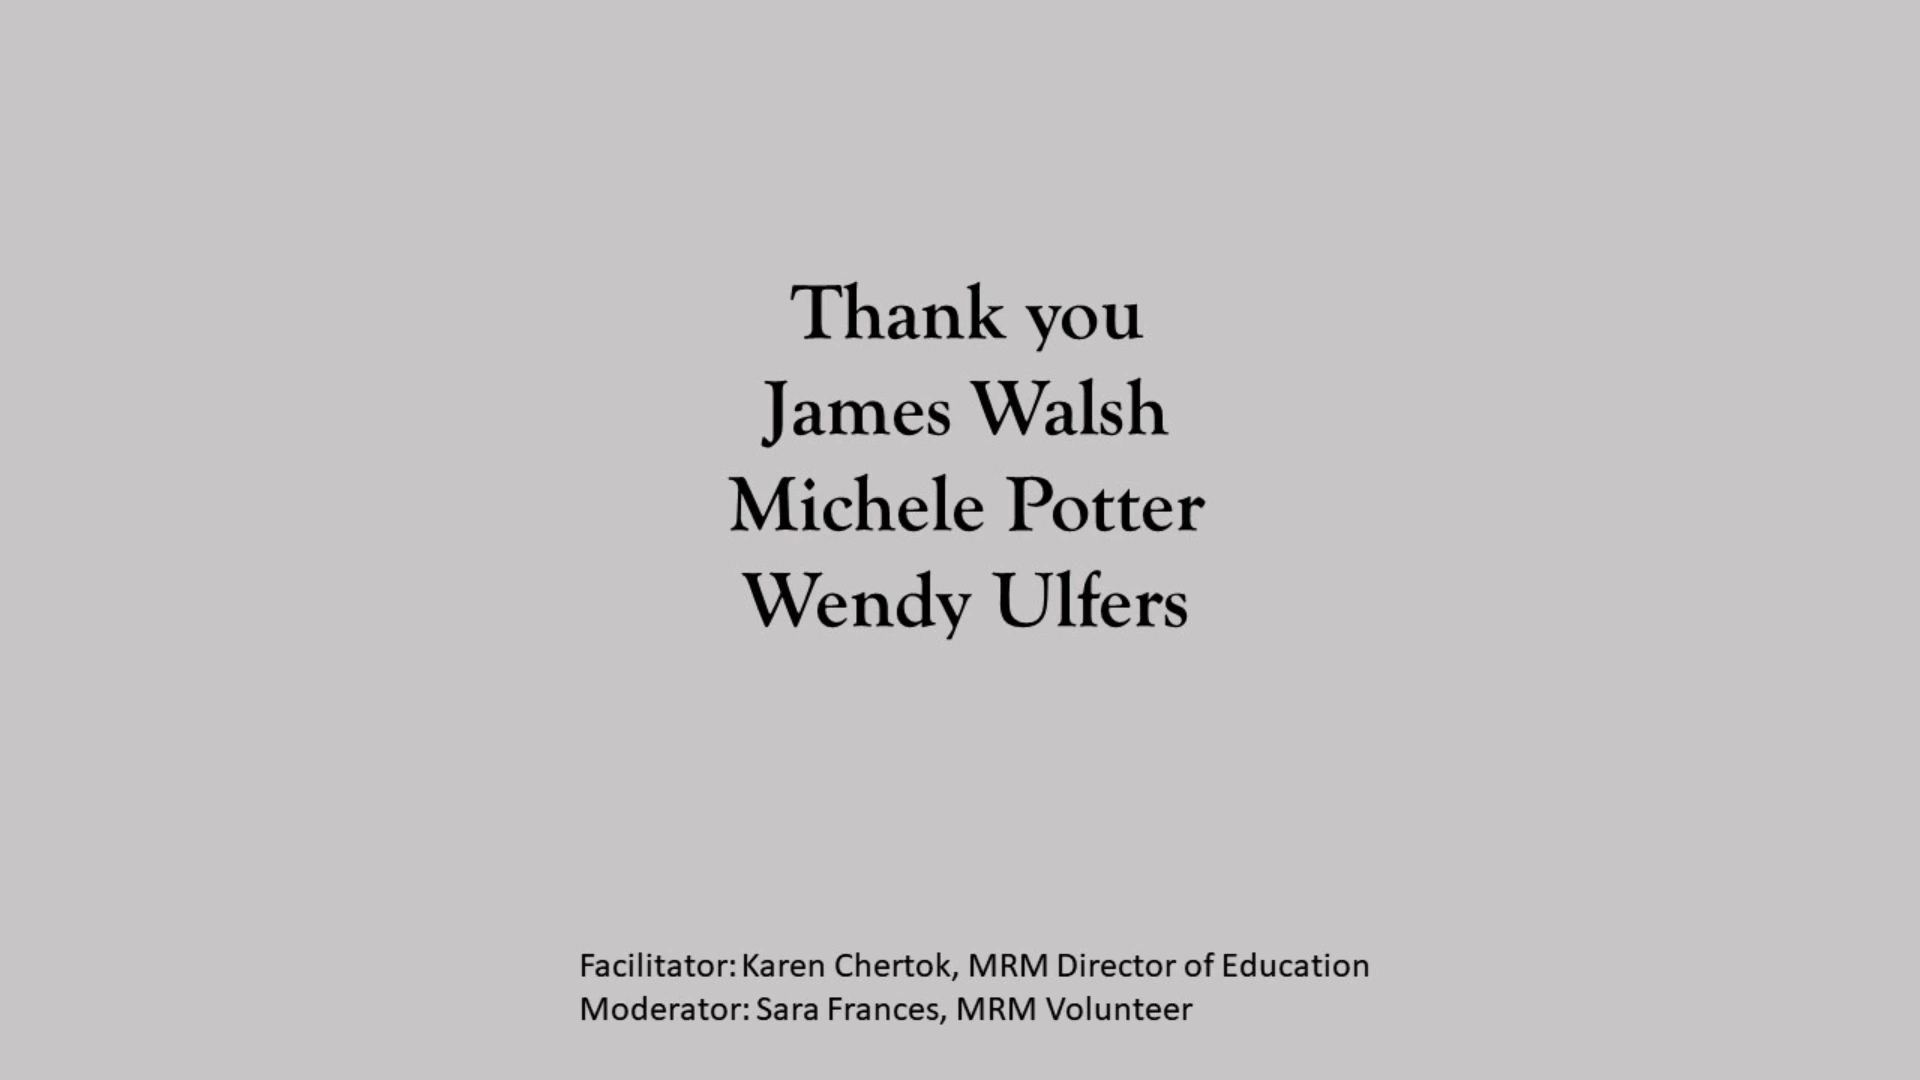 Thank you
James Walsh
Michele Potter
Wendy Ulfers
Facilitator: Karen Chertok, MRM Director of Education
Moderator: Sara Frances, MRM Volunteer